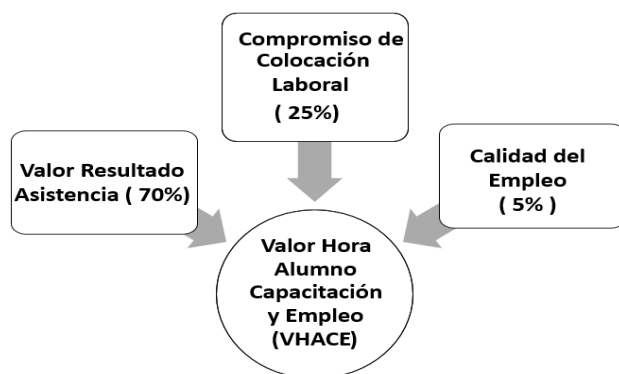 Compromiso de
Colocación
Laboral
( 25%)
Valor Resultado
Asistencia ( 70%)
Calidad del
Empleo
( 5% )
Valor Hora
Alumno
Capacitación
y Empleo
(VHACE)